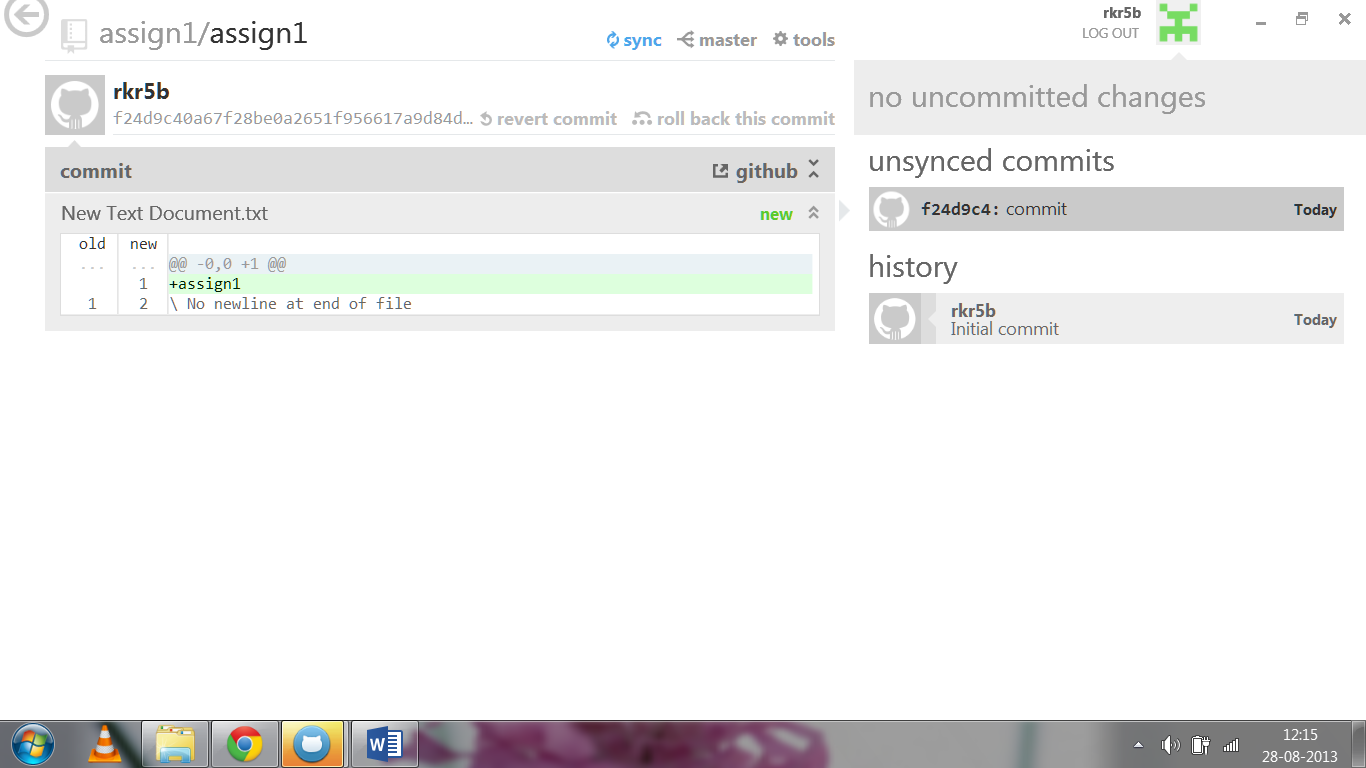 assign1/assign1
sync
master
tools
rkr5b
LOG OUT
rkr5b
f24d9c40a67f28be0a2651f956617a9d84d...
revert commit
roll back this commit
commit
github
New Text Document.txt
new
old new
... ... @@ -0,0 +1 @@
1 +assign1
1 2 \ No newline at end of file
no uncommitted changes
unsynced commits
f24d9c4: commit
Today
history
rkr5b
Initial commit
Today
12:15
28-08-2013